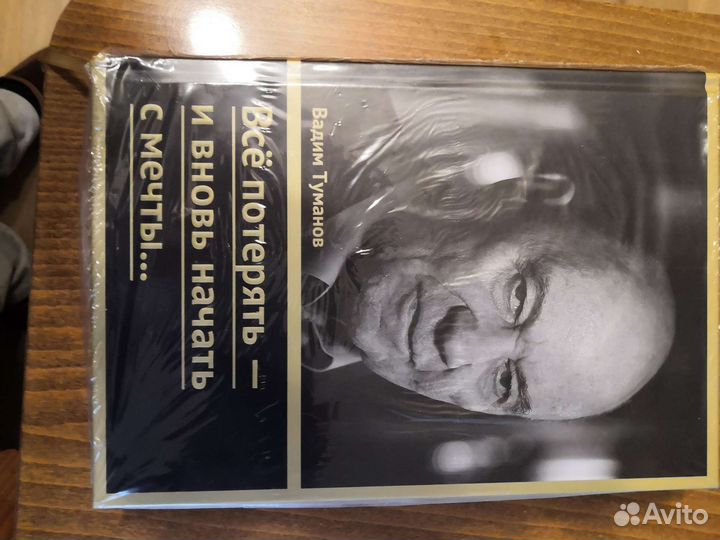 Вадим Туманов
Всё потерять —
и вновь начать
с мечты...
Avito